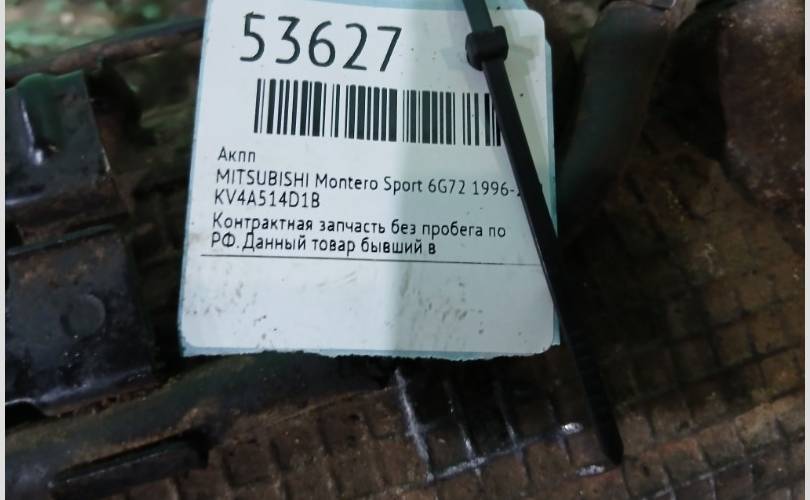 53627
Акпп
MITSUBISHI Montero Sport 6G72 1996-
KV4A514D1B
Контрактная запчасть без пробега по
РФ. Данный товар бывший в